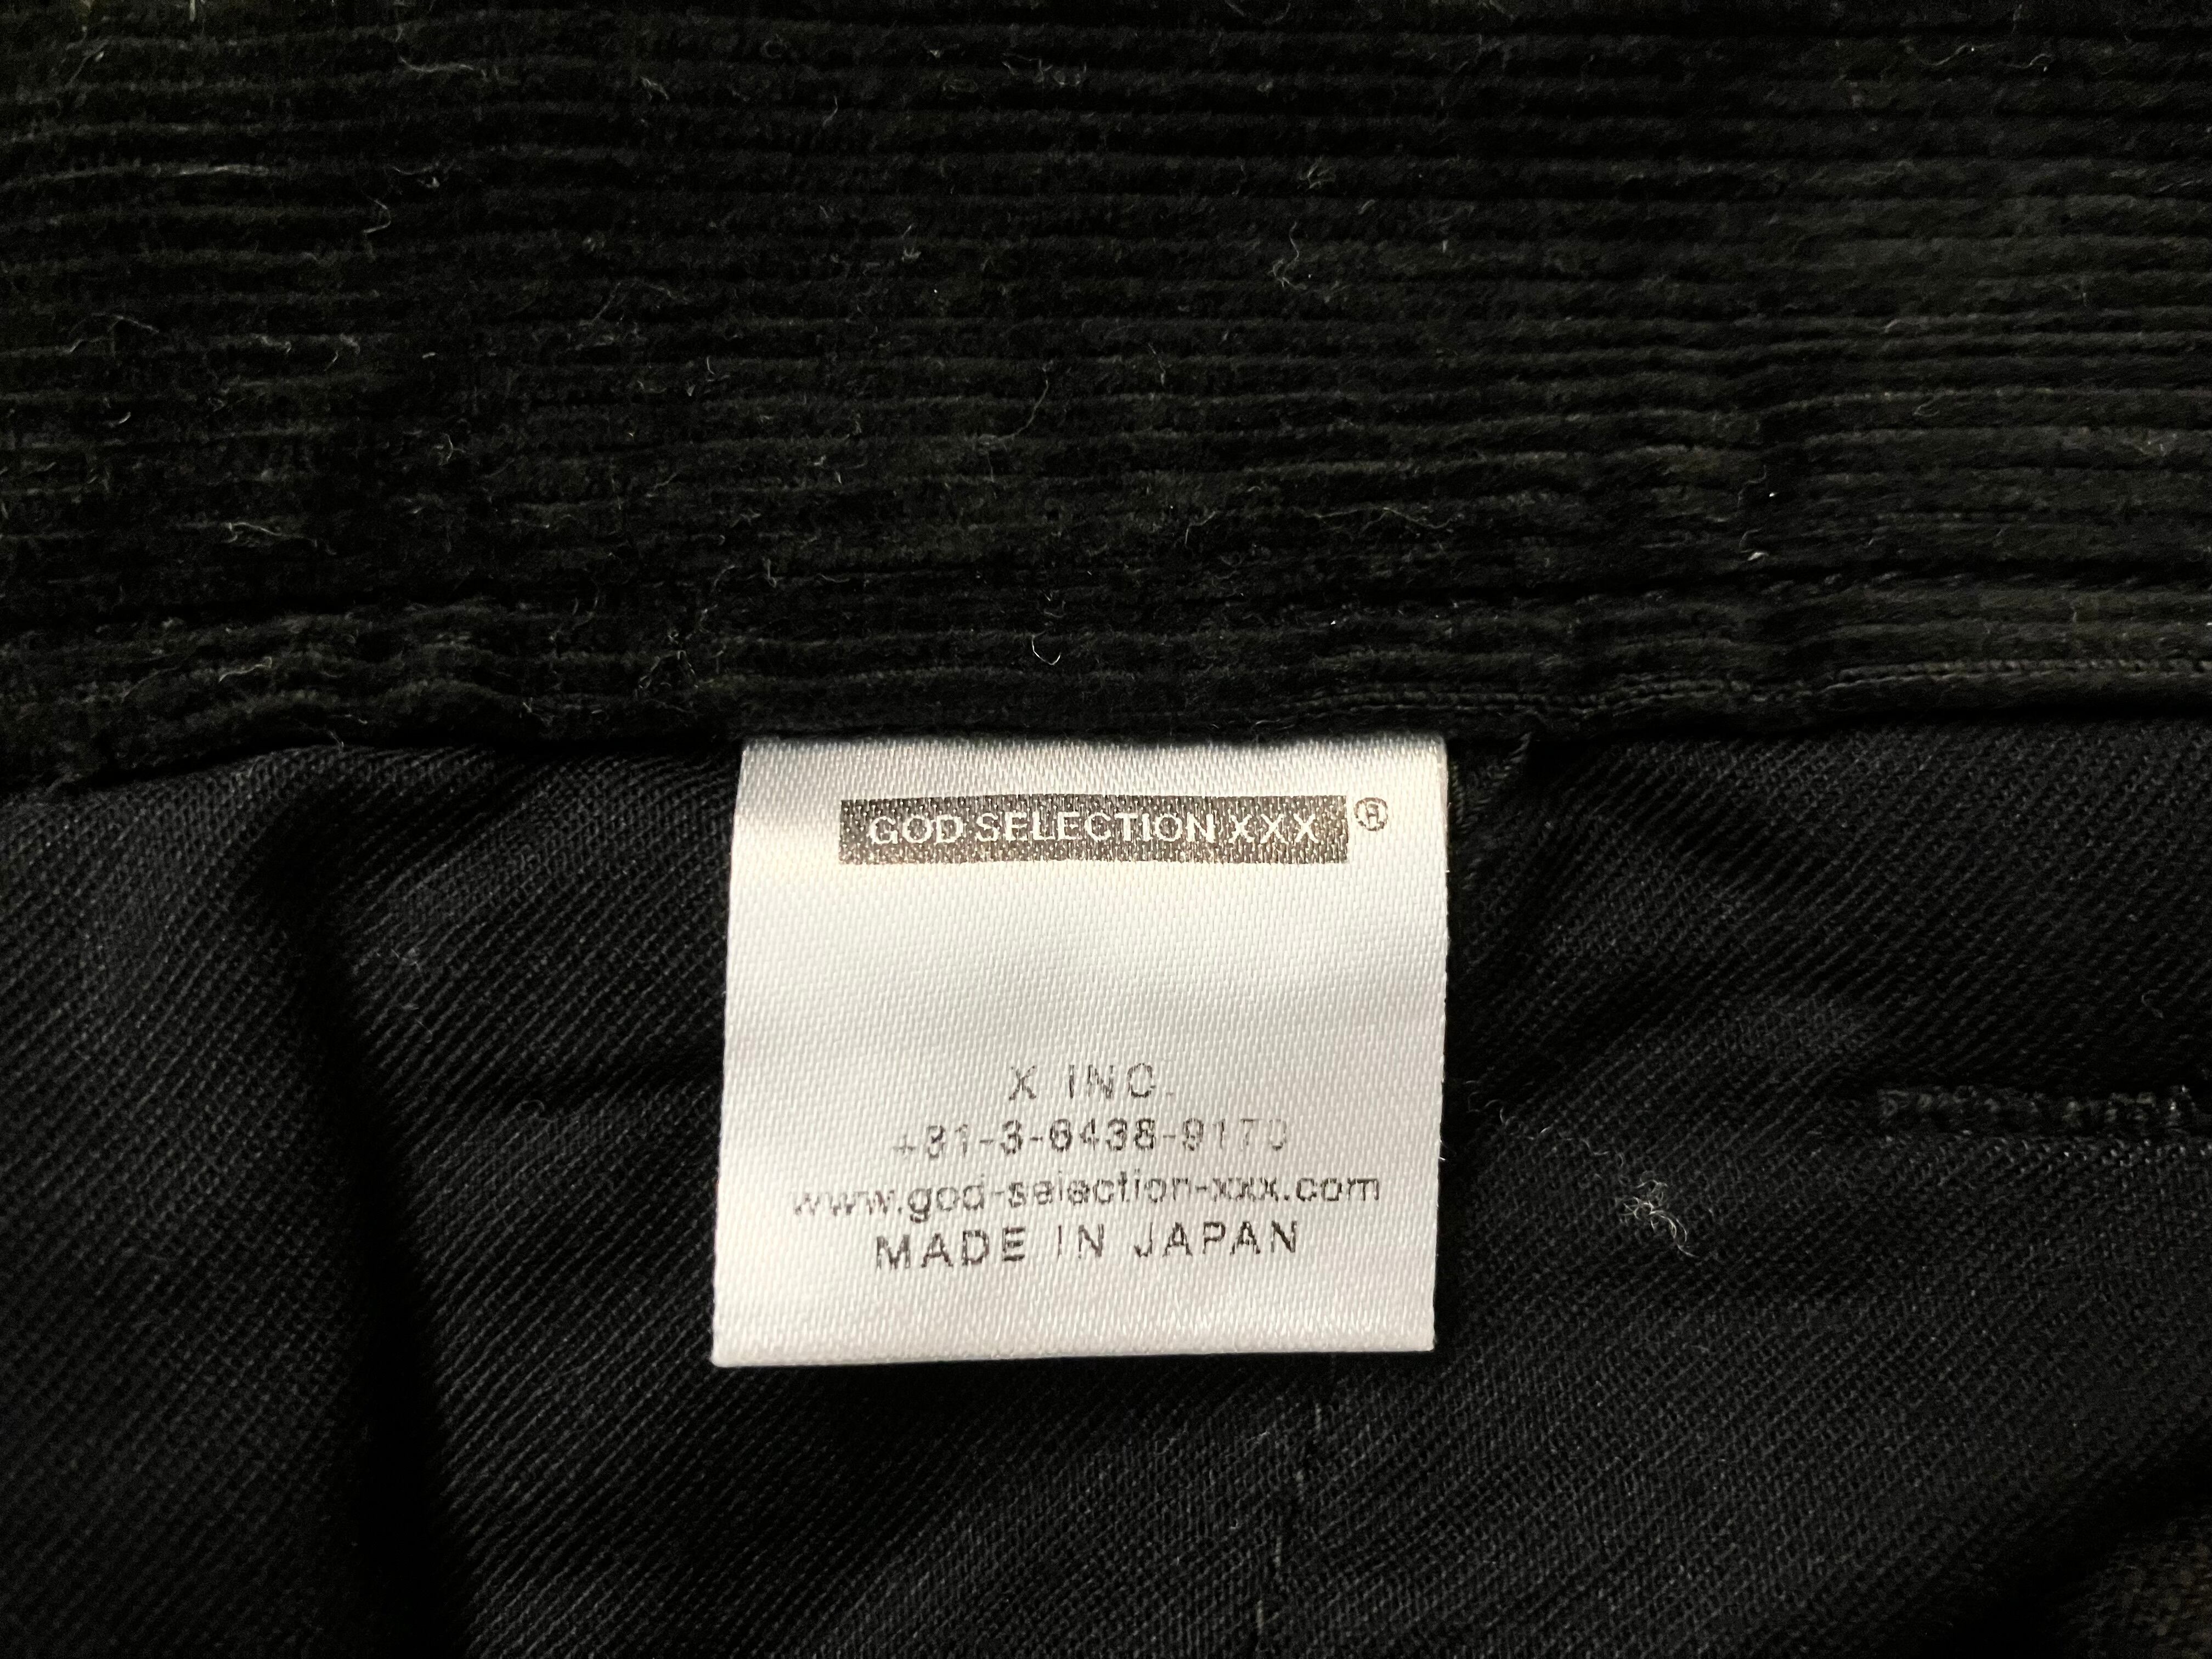 GOD SELECTION XXX®
X INC.
+81-3-6438-9170
www.god-selection-xxx.com
MADE IN JAPAN